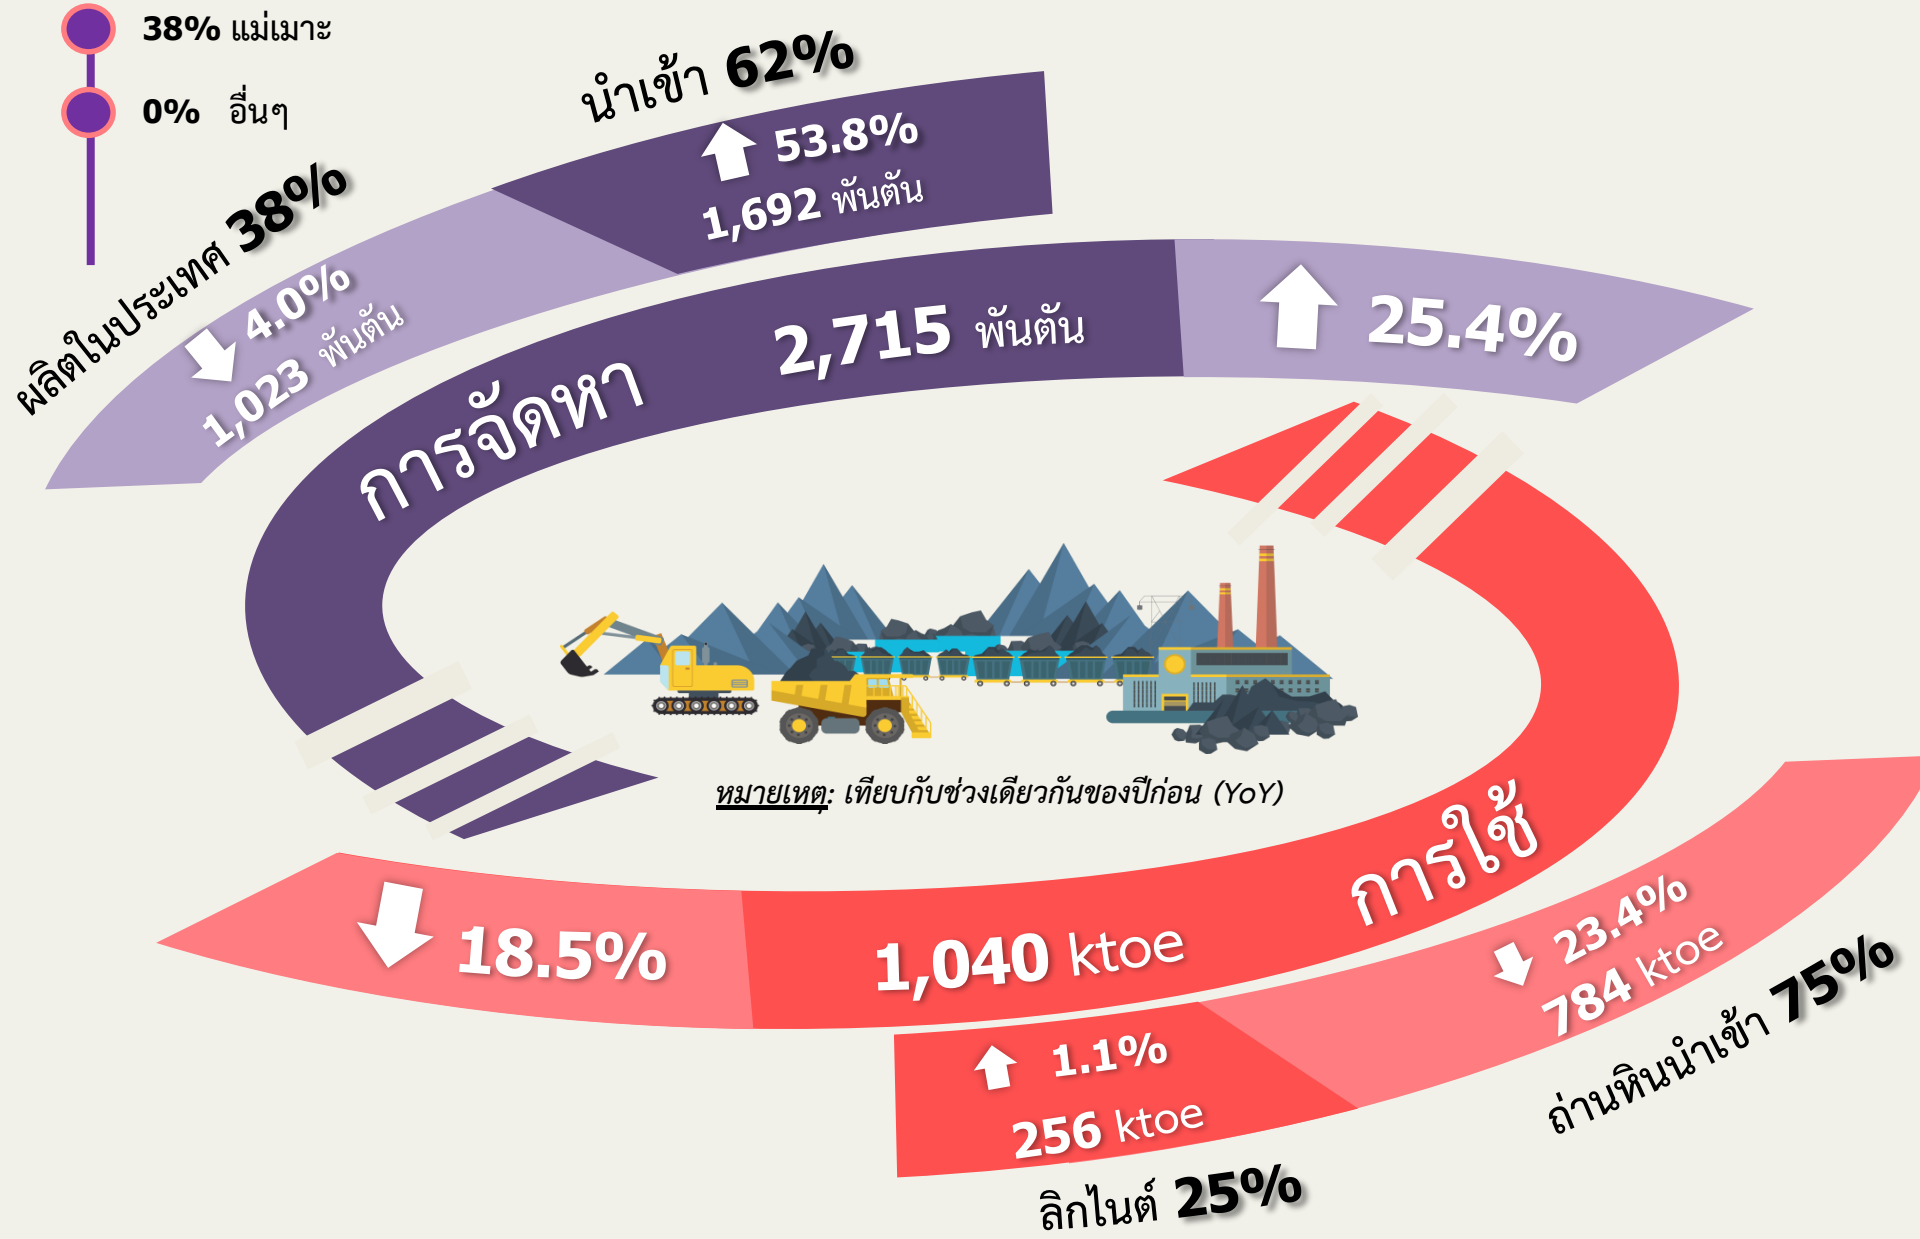 38% แม่เมาะ
0% อื่นๆ
นำเข้า 62%
53.8%
1,692 พันตัน
ผลิตในประเทศ 38%
4.0%
1,023 พันตัน
การจัดหา 2,715 พันตัน
25.4%
หมายเหตุ: เทียบกับช่วงเดียวกันของปีก่อน (YoY)
การใช้
1,040 ktoe
18.5%
23.4%
784 ktoe
ถ่านหินนำเข้า 75%
1.1%
256 ktoe
ลิกไนต์ 25%